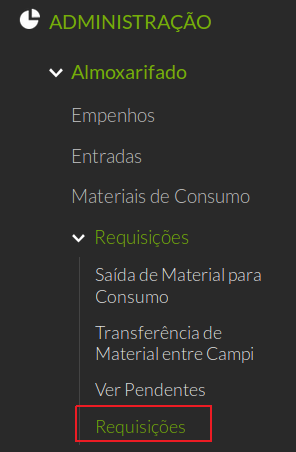 ADMINISTRAÇÃO
Almoxarifado
Empenhos
Entradas
Materiais de Consumo
Requisições
Saída de Material para
Consumo
Transferência de
Material entre Campi
Ver Pendentes
Requisições